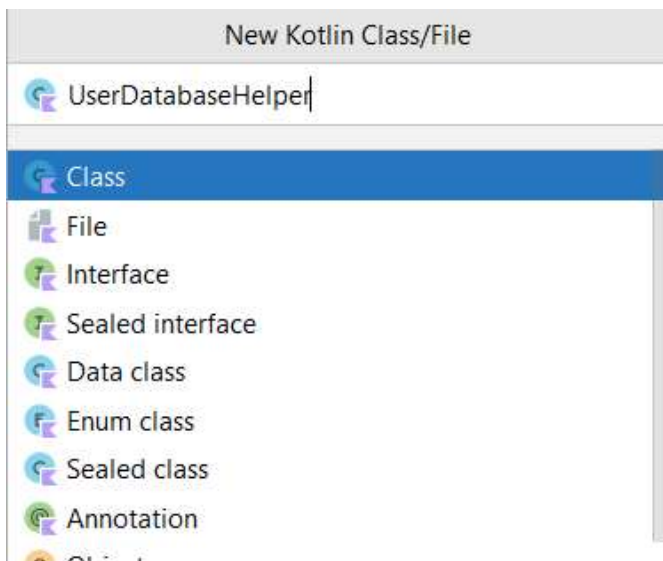 New Kotlin Class/File
UserDatabaseHelper
Class
File
Interface
Sealed interface
Data class
Enum class
Sealed class
Annotation